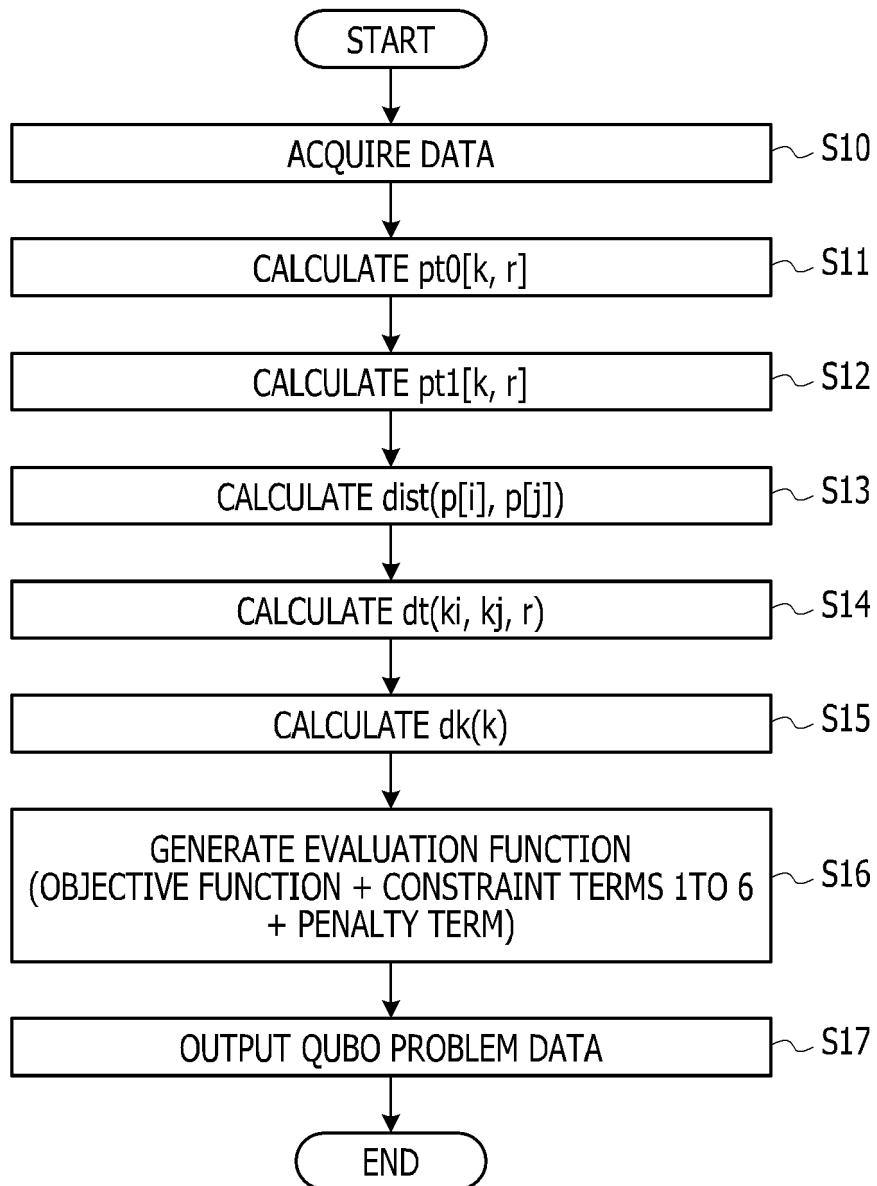 START
ACQUIRE DATA
S10
CALCULATE pt0[k, r]
S11
CALCULATE pt1[k, r]
S12
CALCULATE dist(p[i], p[j])
S13
CALCULATE dt(ki, kj, r)
S14
CALCULATE dk(k)
S15
GENERATE EVALUATION FUNCTION
(OBJECTIVE FUNCTION + CONSTRAINT TERMS 1TO 6
+ PENALTY TERM)
S16
OUTPUT QUBO PROBLEM DATA
S17
END